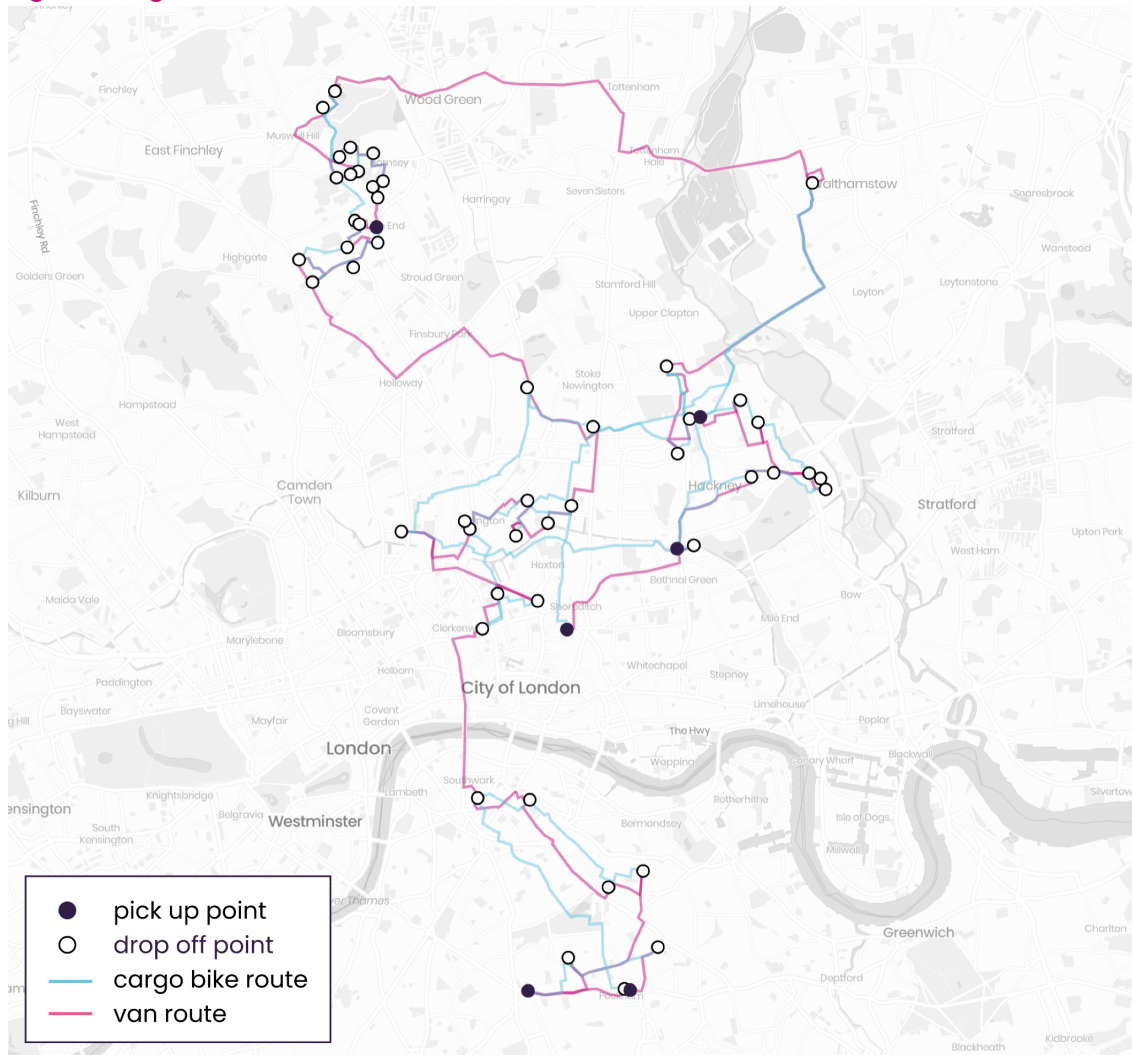 Finchley
Tottenham
Wood Green
Muswell Hill
East Finchley
Tottenham
Hale
Walthamstow
Seven Sisters
Snaresbrook
Harringay
Finchley Rd
End
Wanstead
Highgate
Golders Green
Stroud Green
Stamford Hill
Leytonstone
Leyton
Upper Clapton
Finsbury Park
Stoke
Newington
Holloway
Hampstead
West
Hampstead
Stratford
Camden
Town
Hackney
Kilburn
Stratford
Upton Park
West Ham
Hoxton
Bethnal Green
Bow
Maida Vale
Shoreditch
Mile End
Clerkenw
Bloomsbury
Marylebone
Whitechapel
Holborn
Stepney
Paddington
City of London
Limehouse
Bayswater
Covent
Garden
g Hill
Mayfair
Poplar
The Hwy
London
Blackwall
Wapping
Canary Wharf
Southwark
Knightsbridge
Lambeth
Rotherhithe
Silvertow
ensington
Belgravia
Westminster
Bermondsey
Isle of Dogs
South
Kensington
Millwall
ver Thames
pick up point
drop off point
cargo bike route
van route
Greenwich
Charlton
Deptford
Kidbrooke
Blackheath